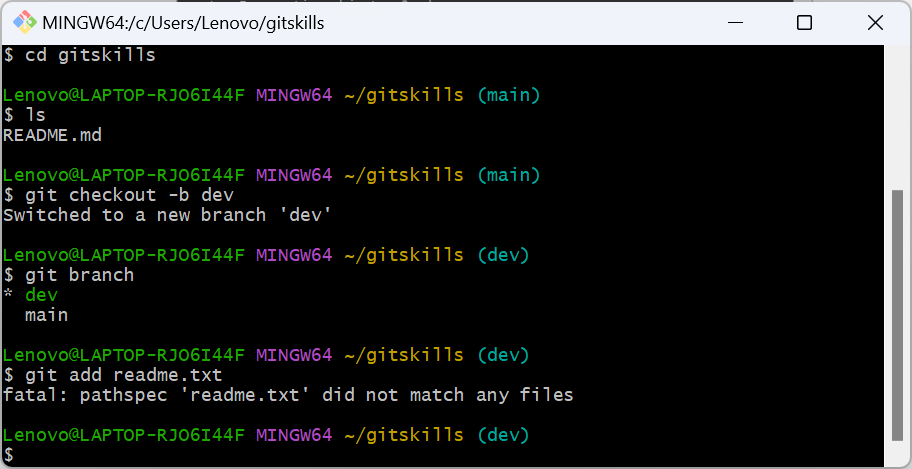 MINGW64:/c/Users/Lenovo/gitskills
$ cd gitskills
Lenovo@LAPTOP-RJO6I44F MINGW64 ~/gitskills (main)
$ ls
README.md
Lenovo@LAPTOP-RJO6I44F MINGW64 ~/gitskills (main)
$ git checkout -b dev
Switched to a new branch 'dev'
Lenovo@LAPTOP-RJO6I44F MINGW64 ~/gitskills (dev)
$ git branch
* dev
  main
Lenovo@LAPTOP-RJO6I44F MINGW64 ~/gitskills (dev)
$ git add readme.txt
fatal: pathspec 'readme.txt' did not match any files
Lenovo@LAPTOP-RJO6I44F MINGW64 ~/gitskills (dev)
$